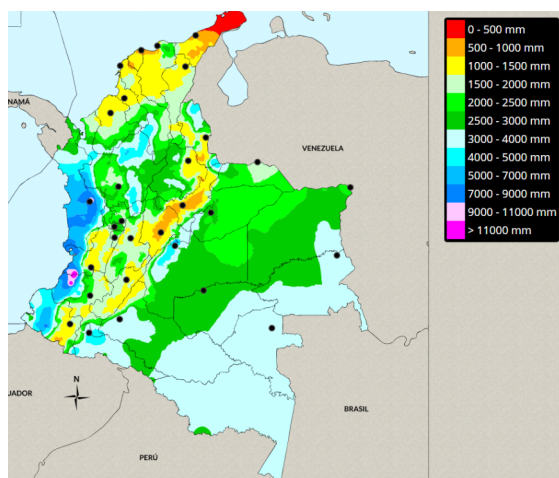 0 - 500 mm
500 - 1000 mm
1000 - 1500 mm
1500 - 2000 mm
2000 - 2500 mm
2500 - 3000 mm
3000 - 4000 mm
4000 - 5000 mm
5000 - 7000 mm
7000 - 9000 mm
9000 - 11000 mm
> 11000 mm
ANAMÁ
VENEZUELA
N
UADOR
BRASIL
PERÚ